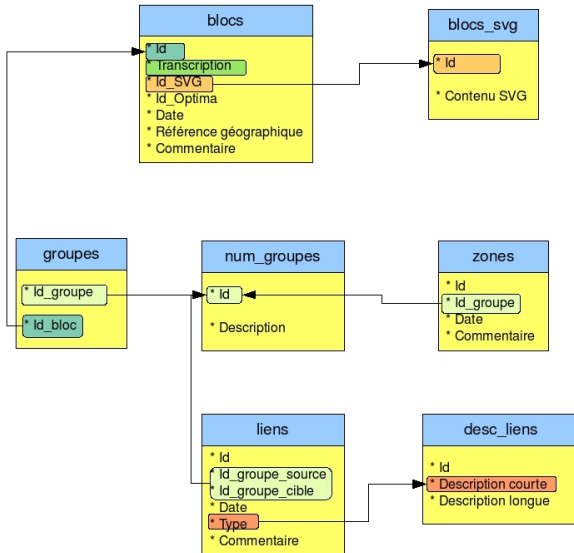 blocs
* Id
* Transcription
* Id_SVG
* Id_Optima
* Date
* Référence géographique
* Commentaire
blocs_svg
* Id
* Contenu SVG
groupes
* Id_groupe
* Id_bloc
num_groupes
* Id
* Description
zones
* Id
* Id_groupe
* Date
* Commentaire
liens
* Id
* Id_groupe_source
* Id_groupe_cible
* Date
* Type
* Commentaire
desc_liens
* Id
* Description courte
* Description longue